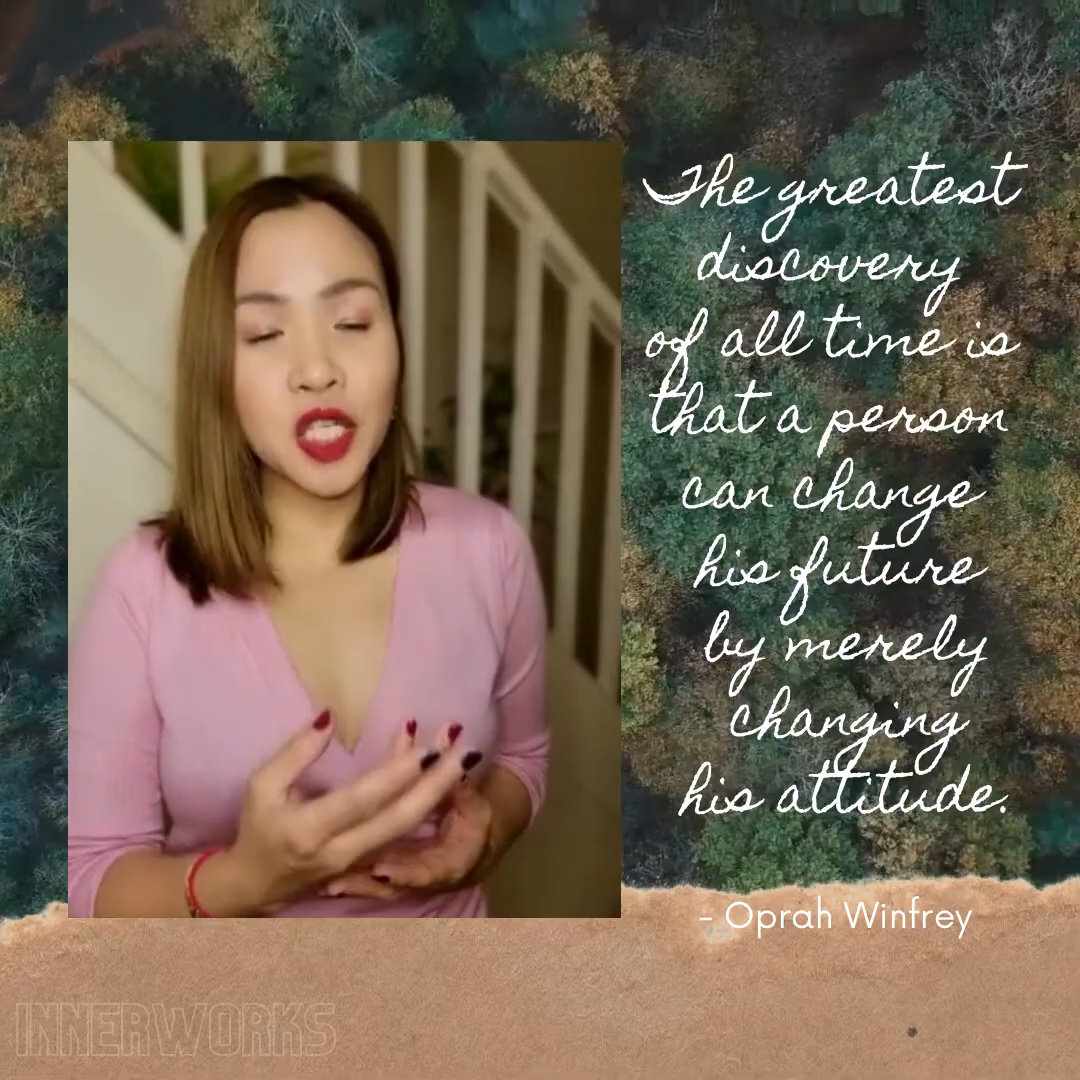 The greatest
discovery
of all time is
that a person
can change
his future
by merely
changing
his attitude.
- Oprah Winfrey
INNERWORKS